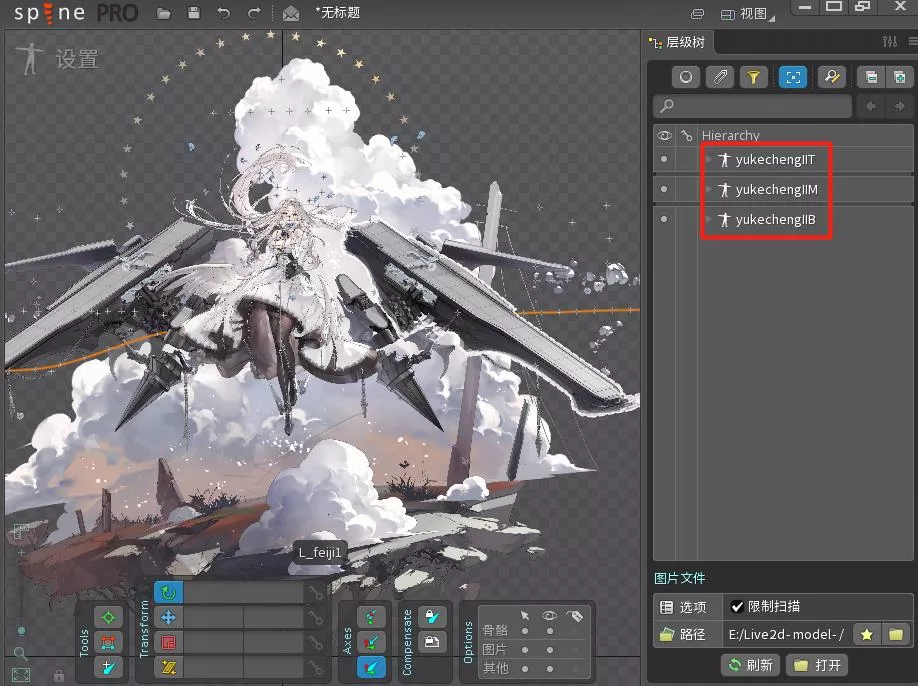 spine PRO
*无标题
视图
设置
层级树
Hierarchy
yukechengIIT
yukechengIIM
yukechengIIB
L_feiji1
图片文件
选项
限制扫描
路径
E:/Live2d-model-/
刷新
打开
Tools
Transform
Axes
Compensate
Options
骨骼
图片
其他